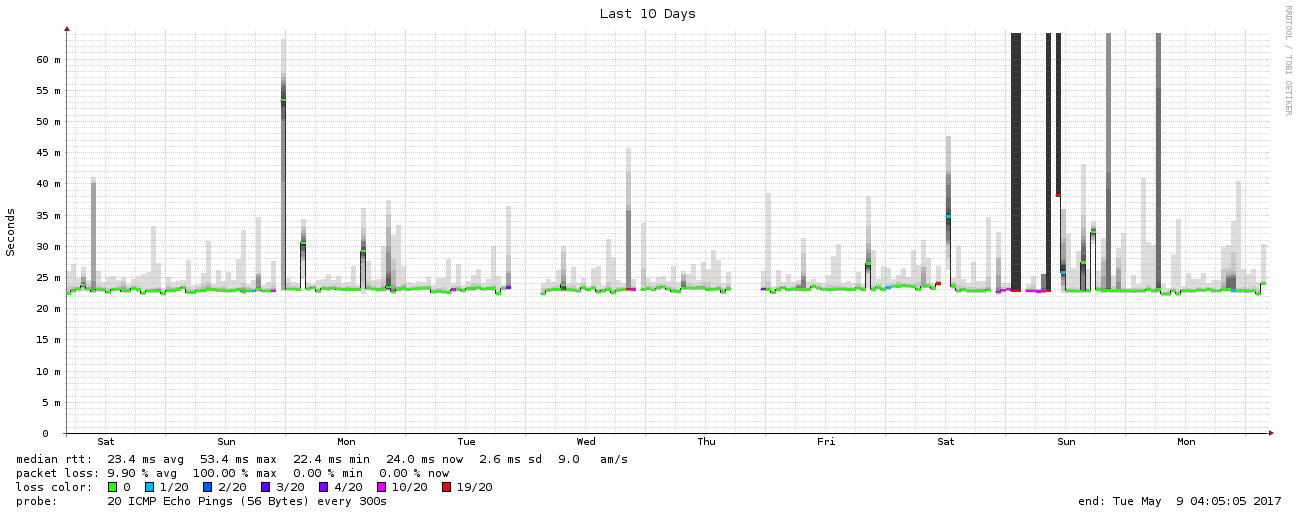 Last 10 Days
RRDTOOL / TOBI OETIKER
Seconds
60 m
55 m
50 m
45 m
40 m
35 m
30 m
25 m
20 m
15 m
10 m
5 m
0
Sat Sun Mon Tue Wed Thu Fri Sat Sun Mon
median rtt: 23.4 ms avg 53.4 ms max 22.4 ms min 24.0 ms now 2.6 ms sd 9.0 am/s
packet loss: 9.90 % avg 100.00 % max 0.00 % min 0.00 % now
loss color: 0 1/20 2/20 3/20 4/20 10/20 19/20
probe: 20 ICMP Echo Pings (56 Bytes) every 300s end: Tue May 9 04:05:05 2017